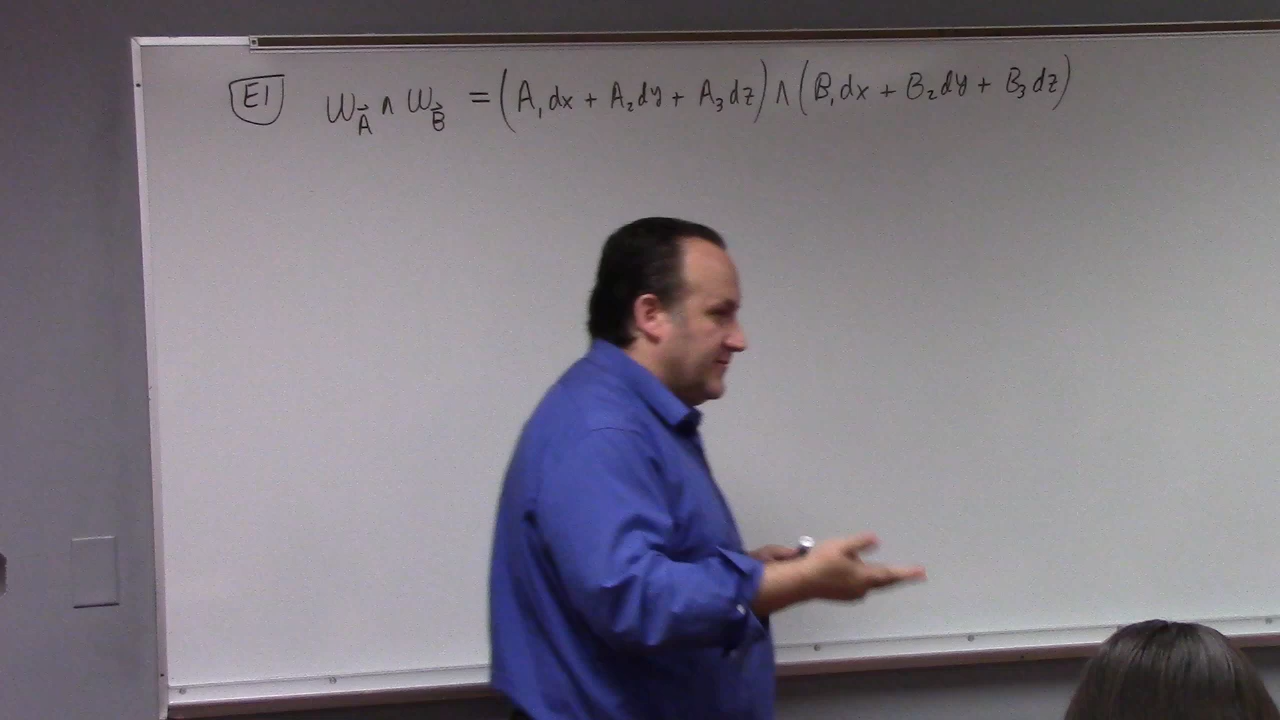 E1 ω_A⃗ ∧ ω_B⃗ = (A₁dx + A₂dy + A₃dz) ∧ (B₁dx + B₂dy + B₃dz)